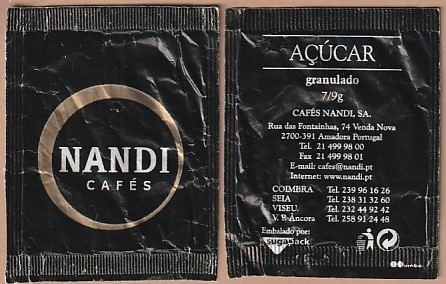 NANDI
CAFÉS
AÇÚCAR
granulado
7/9g
CAFÉS NANDI, SA.
Rua das Fontainhas, 74 Venda Nova
2700-391 Amadora Portugal
Tel. 21 499 98 00
Fax 21 499 98 01
E-mail: cafes@nandi.pt
Internet: www.nandi.pt
COIMBRA Tel. 239 96 16 26
SEIA Tel. 238 31 32 60
VISEU. Tel. 232 44 92 42
V. P. Âncora Tel. 258 91 24 48
Embalado por:
sugapack